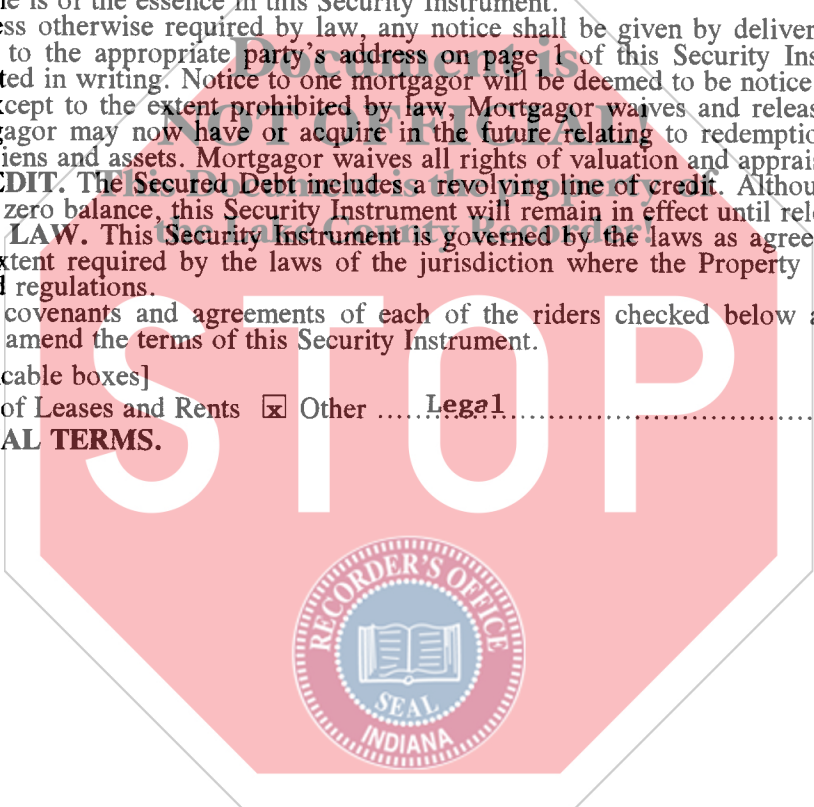 e is of the essence in this Security Instrument.
ess otherwise required by law, any notice shall be given by deliver
to the appropriate party's address on page 1 of this Security Ins
ted in writing. Notice to one mortgagor will be deemed to be notice
xcept to the extent prohibited by law, Mortgagor waives and releas
gagor may now have or acquire in the future relating to redemptio
iens and assets. Mortgagor waives all rights of valuation and apprai
EDIT. The Secured Debt includes a revolving line of credit. Althou
zero balance, this Security Instrument will remain in effect until rel
LAW. This Security Instrument is governed by the laws as agree
xtent required by the laws of the jurisdiction where the Property
d regulations.
covenants and agreements of each of the riders checked below a
amend the terms of this Security Instrument.
cable boxes]
of Leases and Rents [x] Other ..... Legal ..........
AL TERMS.
Document is
NOT OFFICIAL
This Document is the property of
the Lake County Recorder!
STOP
RECORDER'S OFFICE
SEAL
INDIANA